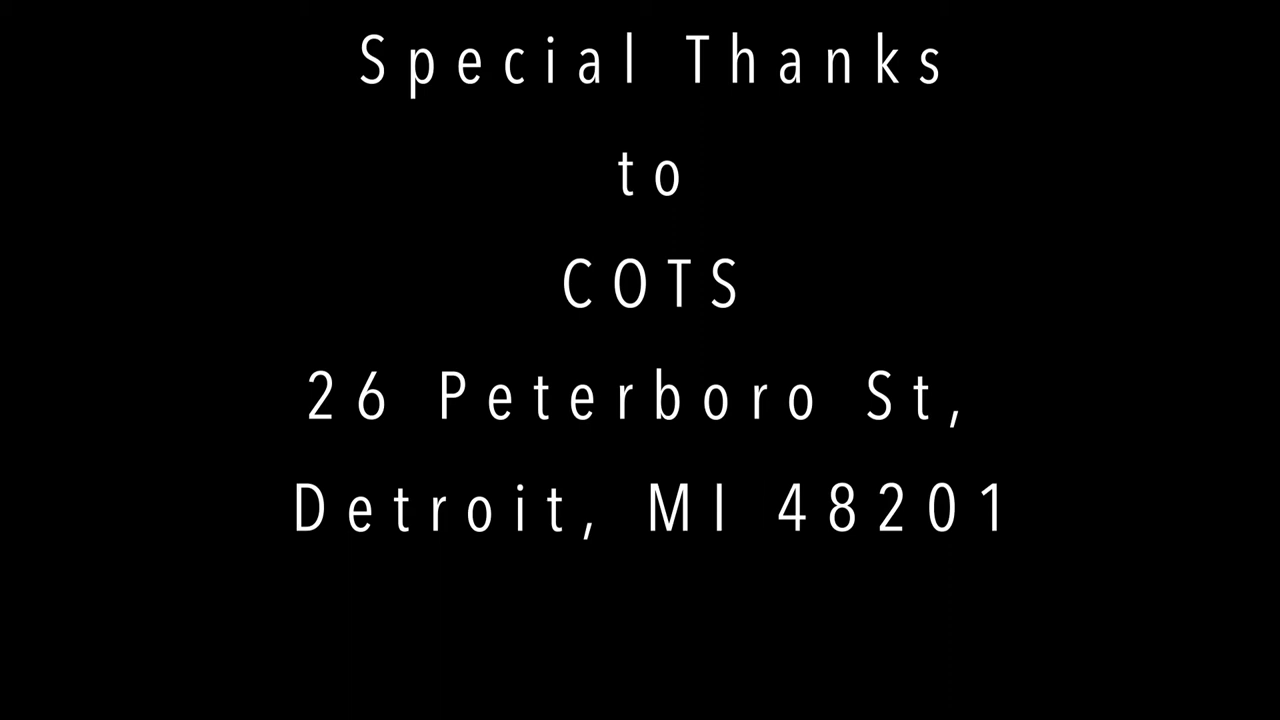 Special Thanks
to
COTS
26 Peterboro St,
Detroit, MI 48201